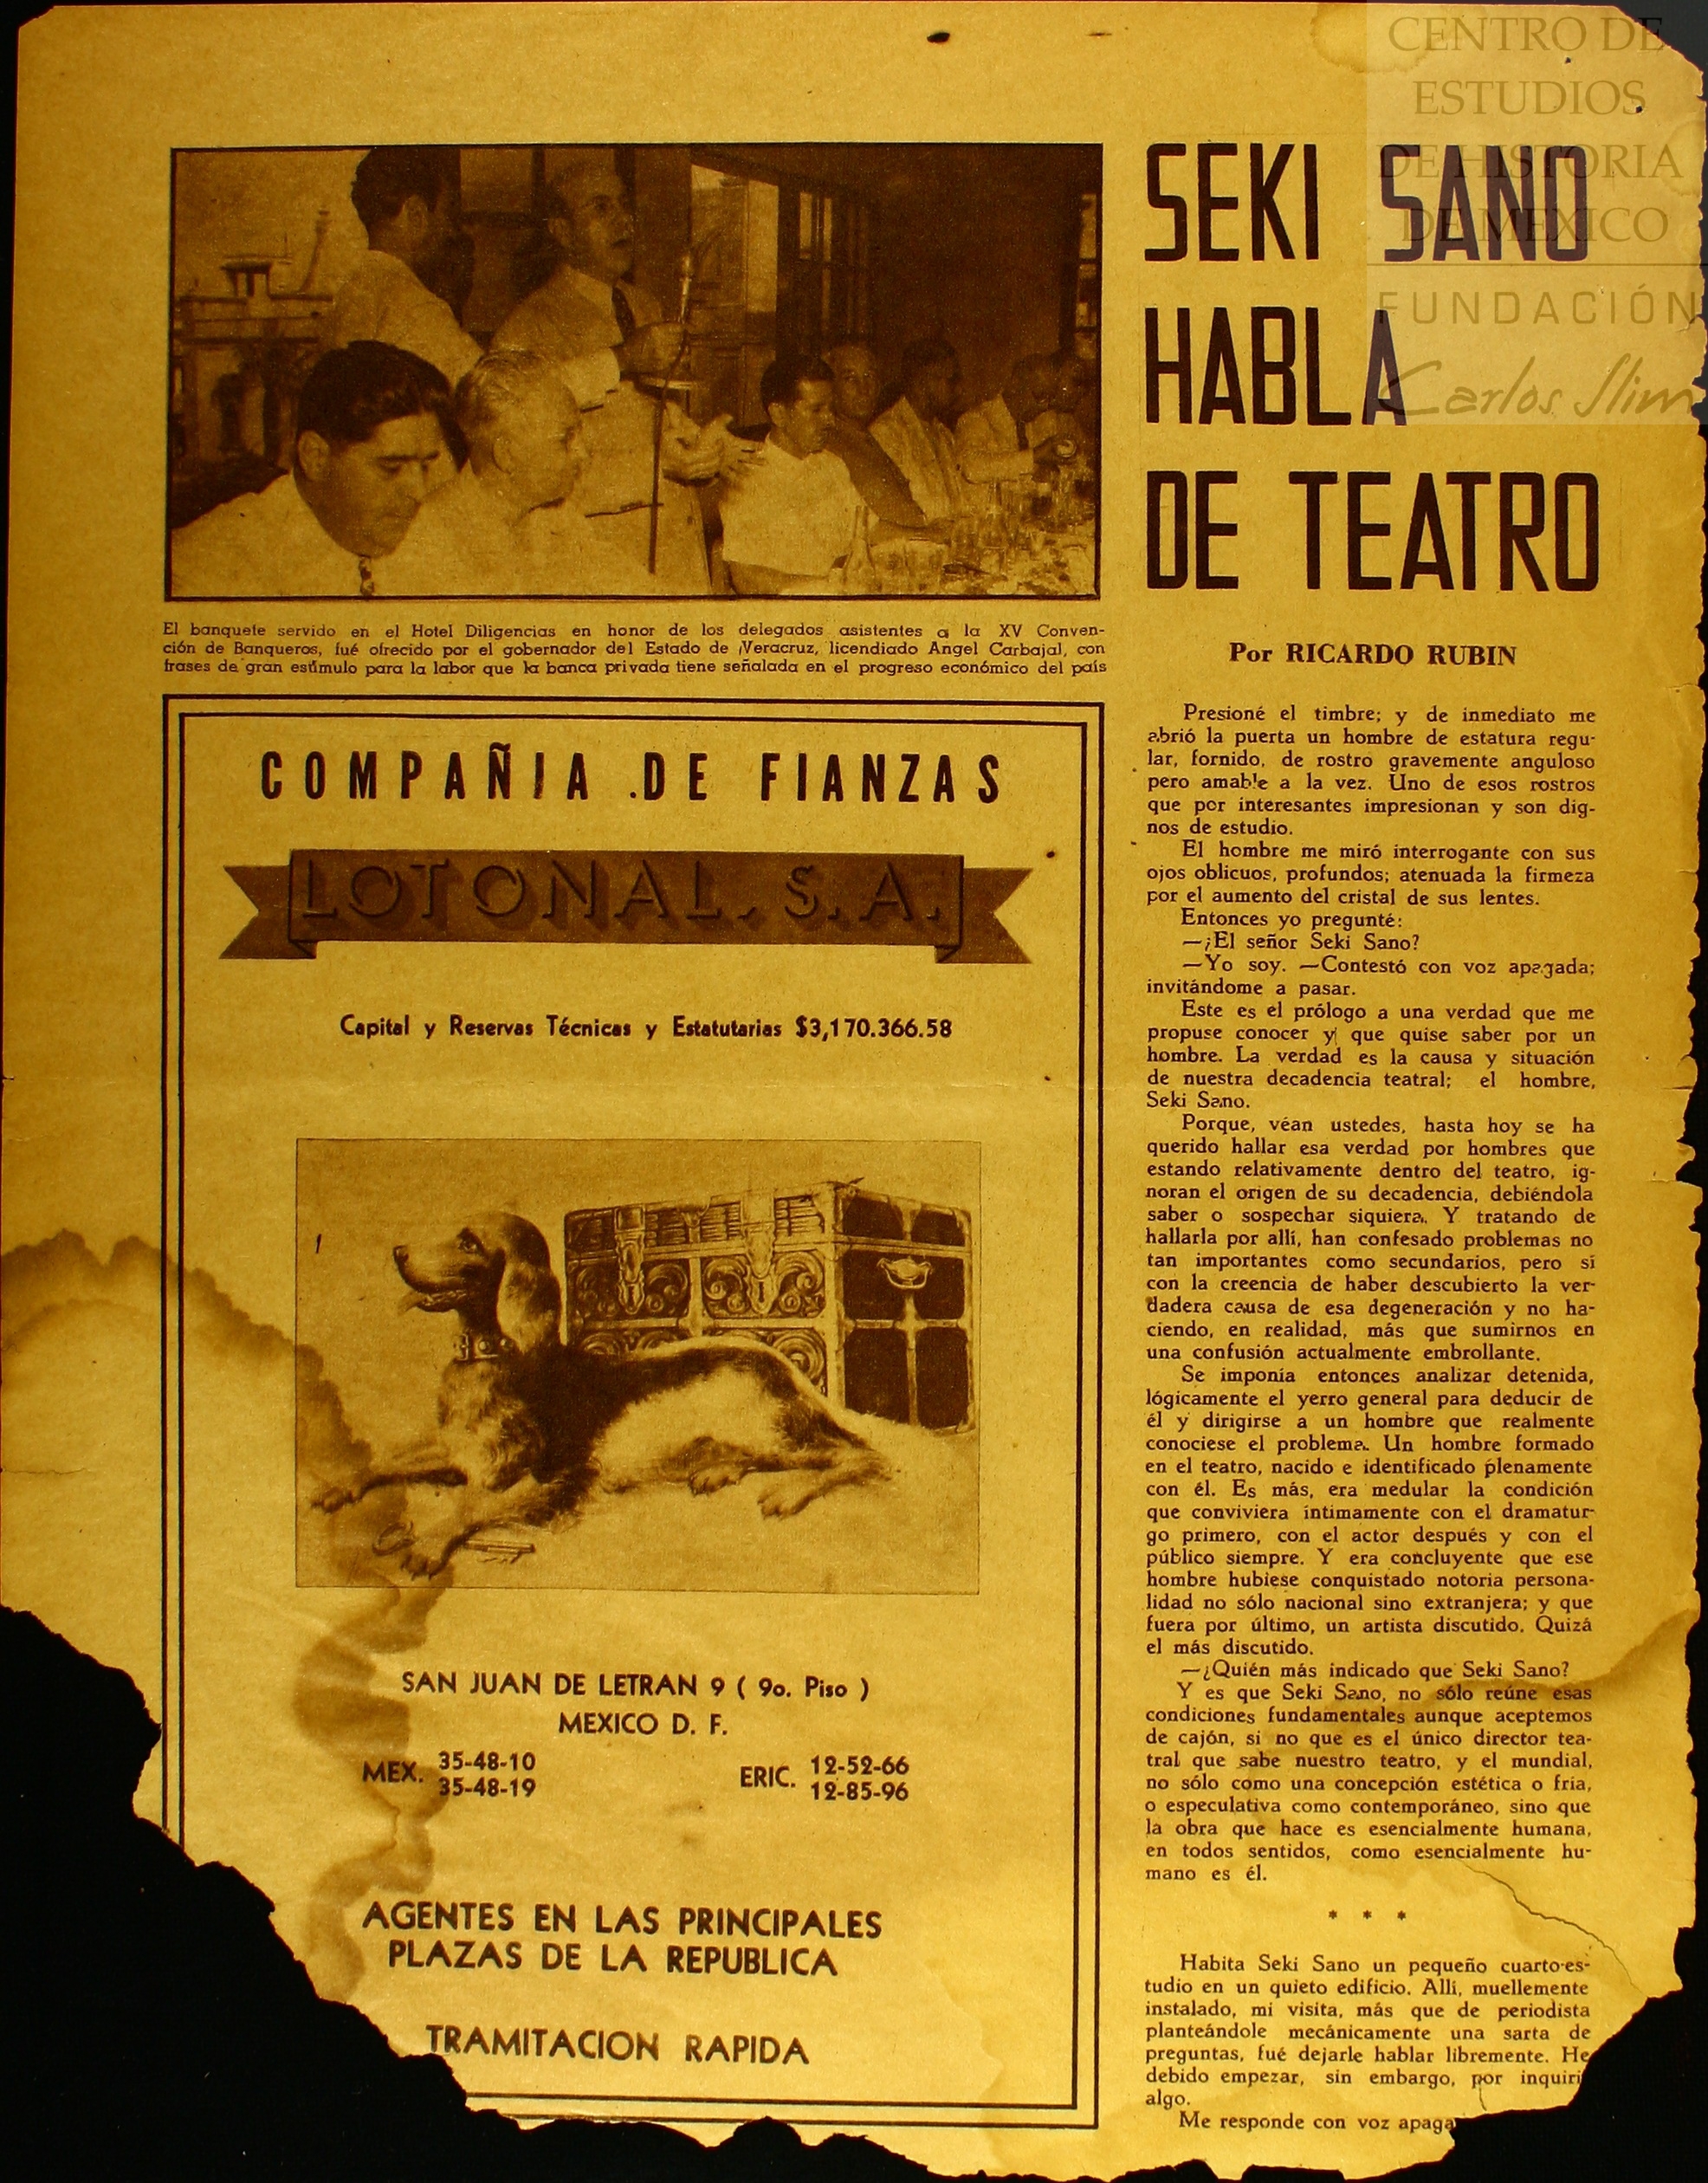 CENTRO DE
ESTUDIOS
DE HISTORIA
DE MEXICO
FUNDACIÓN
Carlos Slim
SEKI SANO
HABLA
DE TEATRO
El banquete servido en el Hotel Diligencias en honor de los delegados asistentes a la XV Conven-
ción de Banqueros, fué ofrecido por el gobernador del Estado de Veracruz, licendiado Angel Carbajal, con
frases de gran estímulo para la labor que la banca privada tiene señalada en el progreso económico del país
COMPAÑIA DE FIANZAS
LOTONAL, S.A.
Capital y Reservas Técnicas y Estatutarias $3,170.366.58
SAN JUAN DE LETRAN 9 ( 9o. Piso )
MEXICO D. F.
MEX. 35-48-10
35-48-19
ERIC. 12-52-66
12-85-96
AGENTES EN LAS PRINCIPALES
PLAZAS DE LA REPUBLICA
TRAMITACION RAPIDA
Por RICARDO RUBIN
Presioné el timbre; y de inmediato me
abrió la puerta un hombre de estatura regu-
lar, fornido, de rostro gravemente anguloso
pero amable a la vez. Uno de esos rostros
que por interesantes impresionan y son dig-
nos de estudio.
El hombre me miró interrogante con sus
ojos oblicuos, profundos; atenuada la firmeza
por el aumento del cristal de sus lentes.
Entonces yo pregunté:
—¿El señor Seki Sano?
—Yo soy. —Contestó con voz apagada;
invitándome a pasar.
Este es el prólogo a una verdad que me
propuse conocer y que quise saber por un
hombre. La verdad es la causa y situación
de nuestra decadencia teatral; el hombre,
Seki Sano.
Porque, véan ustedes, hasta hoy se ha
querido hallar esa verdad por hombres que
estando relativamente dentro del teatro, ig-
noran el origen de su decadencia, debiéndola
saber o sospechar siquiera. Y tratando de
hallarla por allí, han confesado problemas no
tan importantes como secundarios, pero sí
con la creencia de haber descubierto la ver-
dadera causa de esa degeneración y no ha-
ciendo, en realidad, más que sumirnos en
una confusión actualmente embrollante.
Se imponía entonces analizar detenida,
lógicamente el yerro general para deducir de
él y dirigirse a un hombre que realmente
conociese el problema. Un hombre formado
en el teatro, nacido e identificado plenamente
con él. Es más, era medular la condición
que conviviera íntimamente con el dramatur-
go primero, con el actor después y con el
público siempre. Y era concluyente que ese
hombre hubiese conquistado notoria persona-
lidad no sólo nacional sino extranjera; y que
fuera por último, un artista discutido. Quizá
el más discutido.
—¿Quién más indicado que Seki Sano?
Y es que Seki Sano, no sólo reúne esas
condiciones fundamentales aunque aceptemos
de cajón, si no que es el único director tea-
tral que sabe nuestro teatro, y el mundial,
no sólo como una concepción estética o fría,
o especulativa como contemporáneo, sino que
la obra que hace es esencialmente humana,
en todos sentidos, como esencialmente hu-
mano es él.
* * *
Habita Seki Sano un pequeño cuarto-es-
tudio en un quieto edificio. Allí, muellemente
instalado, mi visita, más que de periodista
planteándole mecánicamente una sarta de
preguntas, fué dejarle hablar libremente. He
debido empezar, sin embargo, por inquiri
algo.
Me responde con voz apaga